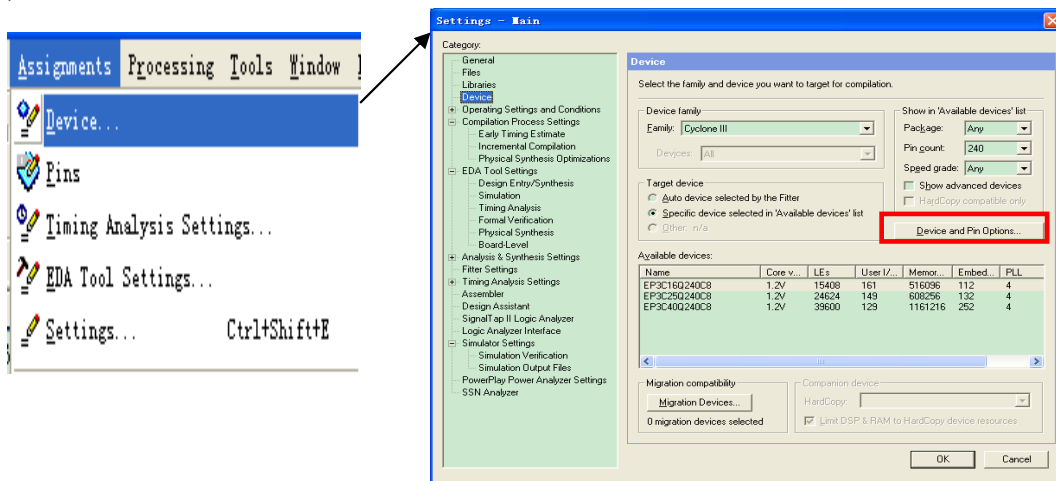 Assignments Processing Tools Window
Device...
Pins
Timing Analysis Settings...
EDA Tool Settings...
Settings... Ctrl+Shift+E
Settings - Main
Category:
General
Files
Libraries
Device
Operating Settings and Conditions
Compilation Process Settings
Early Timing Estimate
Incremental Compilation
Physical Synthesis Optimizations
EDA Tool Settings
Design Entry/Synthesis
Simulation
Timing Analysis
Formal Verification
Physical Synthesis
Board-Level
Analysis & Synthesis Settings
Fitter Settings
Timing Analysis Settings
Assembler
Design Assistant
SignalTap II Logic Analyzer
Logic Analyzer Interface
Simulator Settings
Simulation Verification
Simulation Output Files
PowerPlay Power Analyzer Settings
SSN Analyzer
Device
Select the family and device you want to target for compilation.
Device family
Family: Cyclone III
Devices: All
Show in 'Available devices' list
Package: Any
Pin count: 240
Speed grade: Any
Show advanced devices
HardCopy compatible only
Target device
Auto device selected by the Fitter
Specific device selected in 'Available devices' list
Other: n/a
Device and Pin Options...
Available devices:
Name Core v... LEs User I/... Memor... Embed... PLL
EP3C16Q240C8 1.2V 15408 161 516096 112 4
EP3C25Q240C8 1.2V 24624 149 608256 132 4
EP3C40Q240C8 1.2V 39600 129 1161216 252 4
Migration compatibility
Migration Devices...
0 migration devices selected
Companion device
HardCopy:
Limit DSP & RAM to HardCopy device resources
OK Cancel